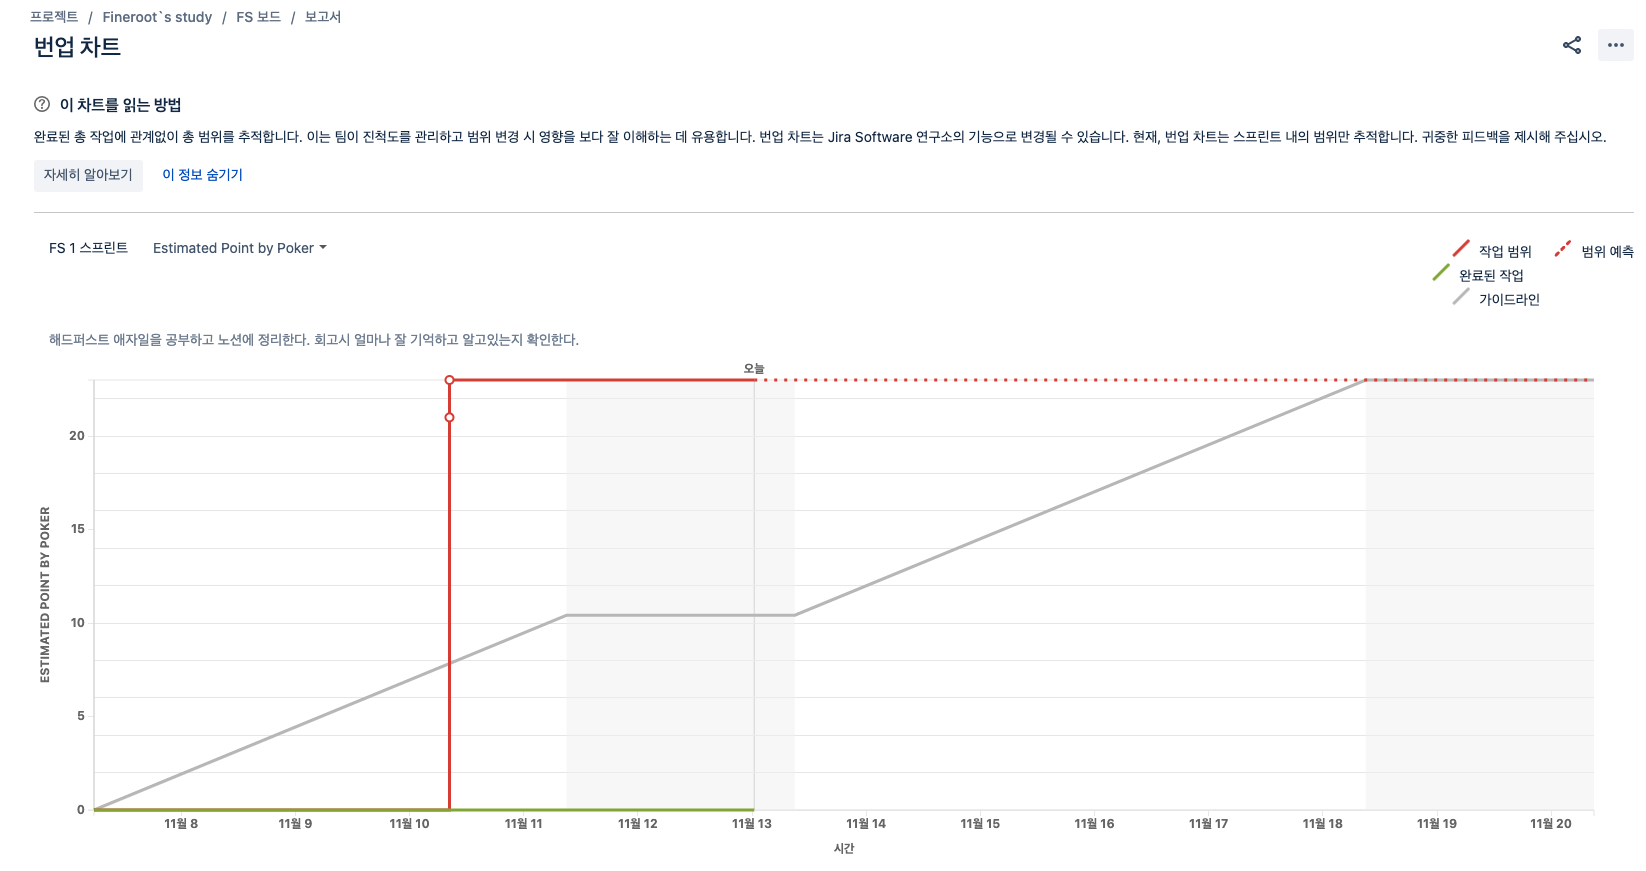 프로젝트 / Fineroot`s study / FS 보드 / 보고서
번업 차트
이 차트를 읽는 방법
완료된 총 작업에 관계없이 총 범위를 추적합니다. 이는 팀이 진척도를 관리하고 범위 변경 시 영향을 보다 잘 이해하는 데 유용합니다. 번업 차트는 Jira Software 연구소의 기능으로 변경될 수 있습니다. 현재, 번업 차트는 스프린트 내의 범위만 추적합니다. 귀중한 피드백을 제시해 주십시오.
자세히 알아보기 이 정보 숨기기
FS 1 스프린트 Estimated Point by Poker
작업 범위 범위 예측
완료된 작업
가이드라인
해드퍼스트 애자일을 공부하고 노션에 정리한다. 회고시 얼마나 잘 기억하고 알고있는지 확인한다.
오늘
20
15
10
5
0
ESTIMATED POINT BY POKER
11월 8 11월 9 11월 10 11월 11 11월 12 11월 13 11월 14 11월 15 11월 16 11월 17 11월 18 11월 19 11월 20
시간